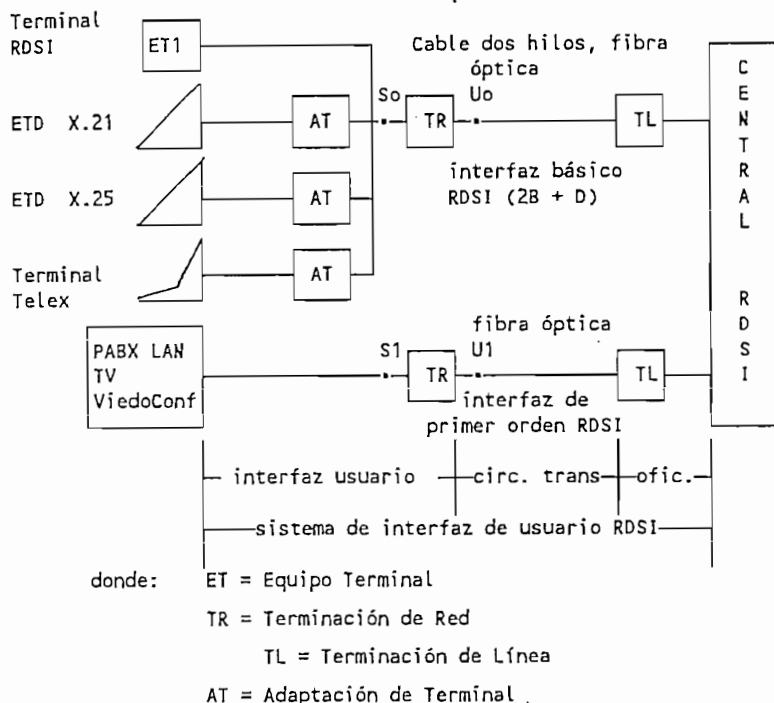 Terminal
RDSI
ET1
Cable dos hilos, fibra
óptica
ETD X.21
AT
So
TR
Uo
TL
ETD X.25
AT
interfaz básico
RDSI (2B + D)
Terminal
Telex
AT
CENTRAL RDSI
PABX LAN
TV
ViedoConf
S1
TR
fibra óptica
U1
TL
interfaz de
primer orden RDSI
interfaz usuario
circ. trans
ofic.
sistema de interfaz de usuario RDSI
donde: ET = Equipo Terminal
TR = Terminación de Red
TL = Terminación de Línea
AT = Adaptación de Terminal